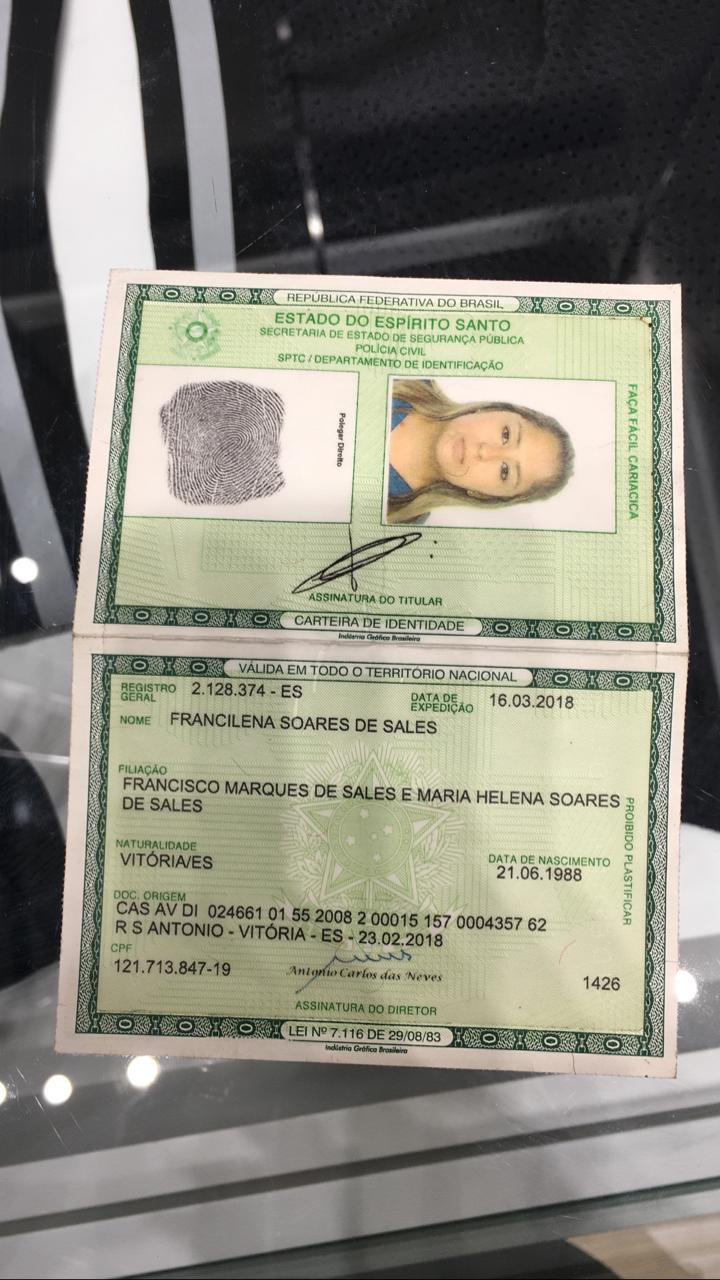 REPÚBLICA FEDERATIVA DO BRASIL
ESTADO DO ESPÍRITO SANTO
SECRETARIA DE ESTADO DE SEGURANÇA PÚBLICA
POLÍCIA CIVIL
SPTC / DEPARTAMENTO DE IDENTIFICAÇÃO
Polegar Direito
FAÇA FÁCIL CARIACICA
ASSINATURA DO TITULAR
CARTEIRA DE IDENTIDADE
Indústria Gráfica Brasileira
VÁLIDA EM TODO O TERRITÓRIO NACIONAL
REGISTRO GERAL 2.128.374 - ES DATA DE EXPEDIÇÃO 16.03.2018
NOME FRANCILENA SOARES DE SALES
FILIAÇÃO
FRANCISCO MARQUES DE SALES E MARIA HELENA SOARES
DE SALES
PROIBIDO PLASTIFICAR
NATURALIDADE DATA DE NASCIMENTO
VITÓRIA/ES 21.06.1988
DOC. ORIGEM
CAS AV DI 024661 01 55 2008 2 00015 157 0004357 62
R S ANTONIO - VITÓRIA - ES - 23.02.2018
CPF
121.713.847-19 Antonio Carlos das Neves 1426
ASSINATURA DO DIRETOR
LEI Nº 7.116 DE 29/08/83
Indústria Gráfica Brasileira